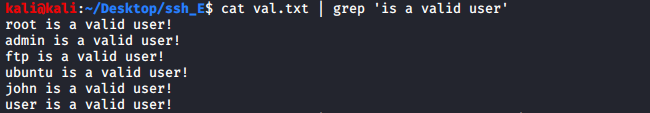 kali@kali:~/Desktop/ssh_E$ cat val.txt | grep 'is a valid user'
root is a valid user!
admin is a valid user!
ftp is a valid user!
ubuntu is a valid user!
john is a valid user!
user is a valid user!